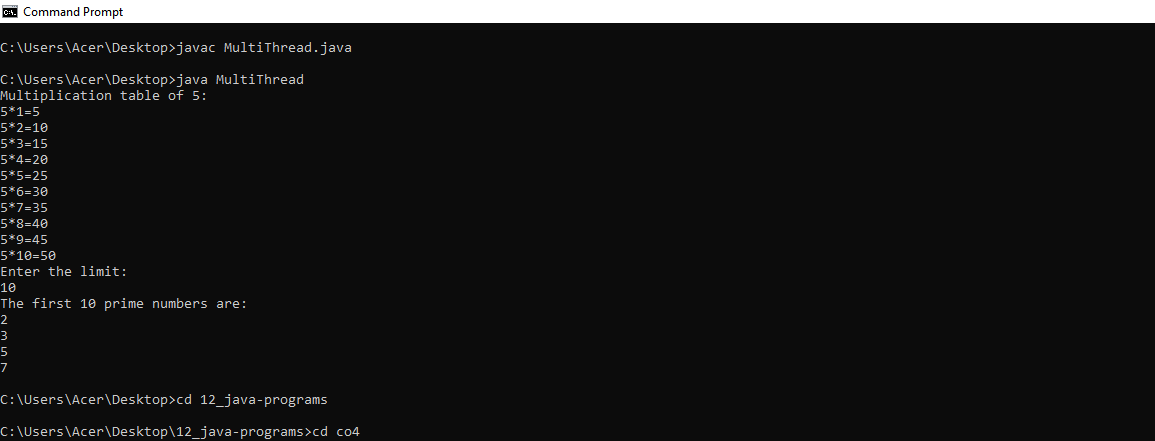 Command Prompt
C:\Users\Acer\Desktop>javac MultiThread.java
C:\Users\Acer\Desktop>java MultiThread
Multiplication table of 5:
5*1=5
5*2=10
5*3=15
5*4=20
5*5=25
5*6=30
5*7=35
5*8=40
5*9=45
5*10=50
Enter the limit:
10
The first 10 prime numbers are:
2
3
5
7
C:\Users\Acer\Desktop>cd 12_java-programs
C:\Users\Acer\Desktop\12_java-programs>cd co4